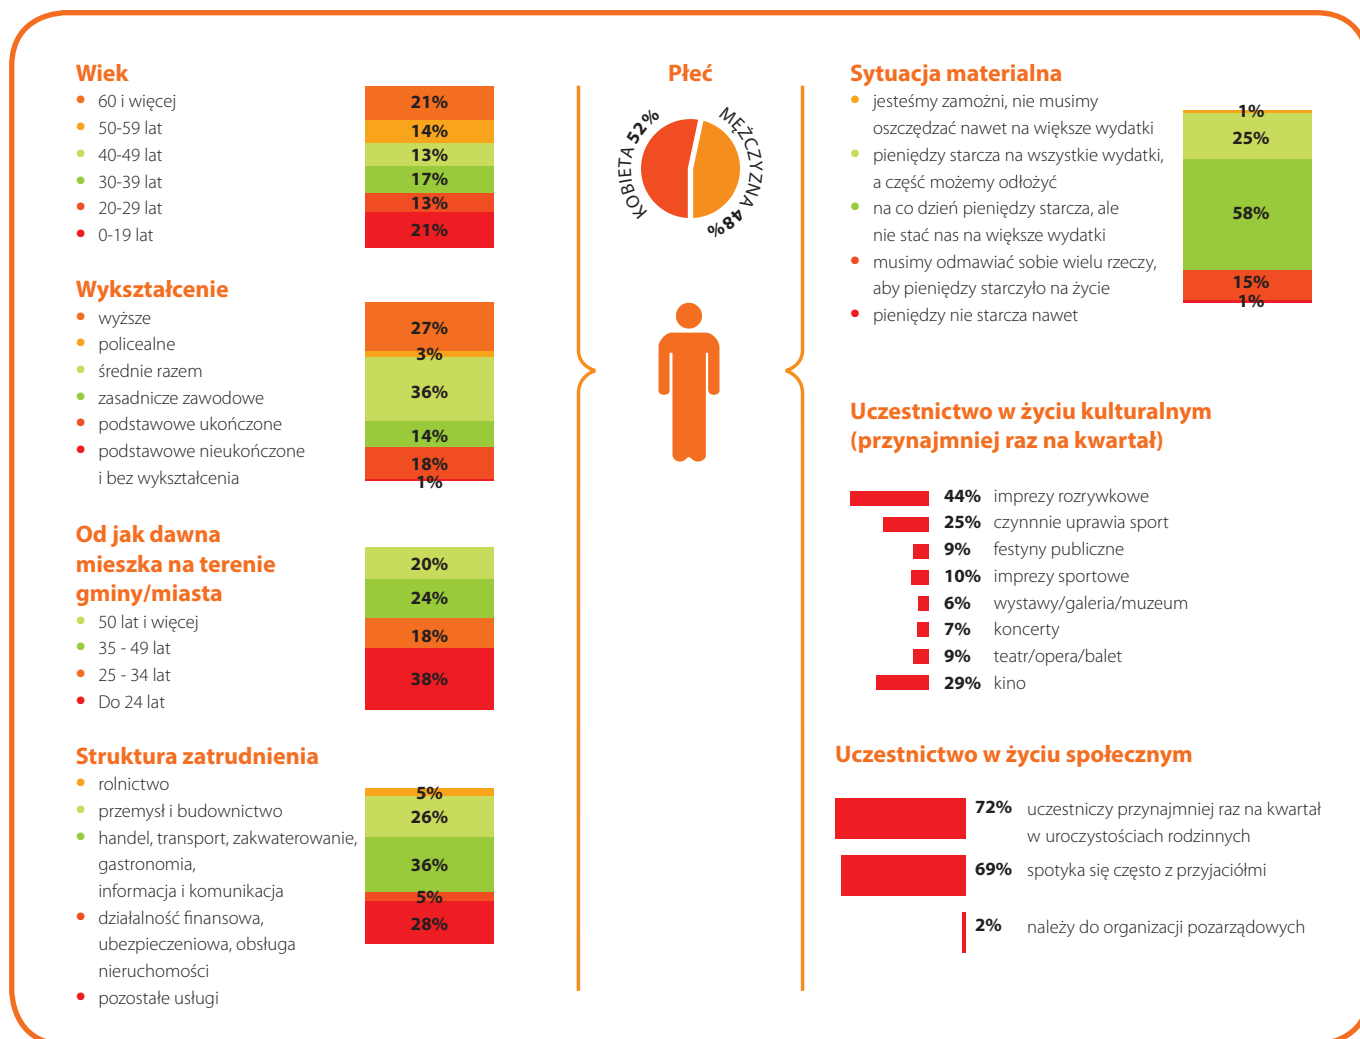 Wiek
60 i więcej
50-59 lat
40-49 lat
30-39 lat
20-29 lat
0-19 lat
21%
14%
13%
17%
13%
21%
Wykształcenie
wyższe
policealne
średnie razem
zasadnicze zawodowe
podstawowe ukończone
podstawowe nieukończone
i bez wykształcenia
27%
3%
36%
14%
18%
1%
Od jak dawna
mieszka na terenie
gminy/miasta
50 lat i więcej
35 - 49 lat
25 - 34 lat
Do 24 lat
20%
24%
18%
38%
Struktura zatrudnienia
rolnictwo
przemysł i budownictwo
handel, transport, zakwaterowanie,
gastronomia,
informacja i komunikacja
działalność finansowa,
ubezpieczeniowa, obsługa
nieruchomości
pozostałe usługi
5%
26%
36%
5%
28%
Płeć
KOBIETA 52%
MĘŻCZYZNA 48%
Sytuacja materialna
jesteśmy zamożni, nie musimy
oszczędzać nawet na większe wydatki
pieniędzy starcza na wszystkie wydatki,
a część możemy odłożyć
na co dzień pieniędzy starcza, ale
nie stać nas na większe wydatki
musimy odmawiać sobie wielu rzeczy,
aby pieniędzy starczyło na życie
pieniędzy nie starcza nawet
1%
25%
58%
15%
1%
Uczestnictwo w życiu kulturalnym
(przynajmniej raz na kwartał)
44% imprezy rozrywkowe
25% czynnnie uprawia sport
9% festyny publiczne
10% imprezy sportowe
6% wystawy/galeria/muzeum
7% koncerty
9% teatr/opera/balet
29% kino
Uczestnictwo w życiu społecznym
72% uczestniczy przynajmniej raz na kwartał
w uroczystościach rodzinnych
69% spotyka się często z przyjaciółmi
2% należy do organizacji pozarządowych